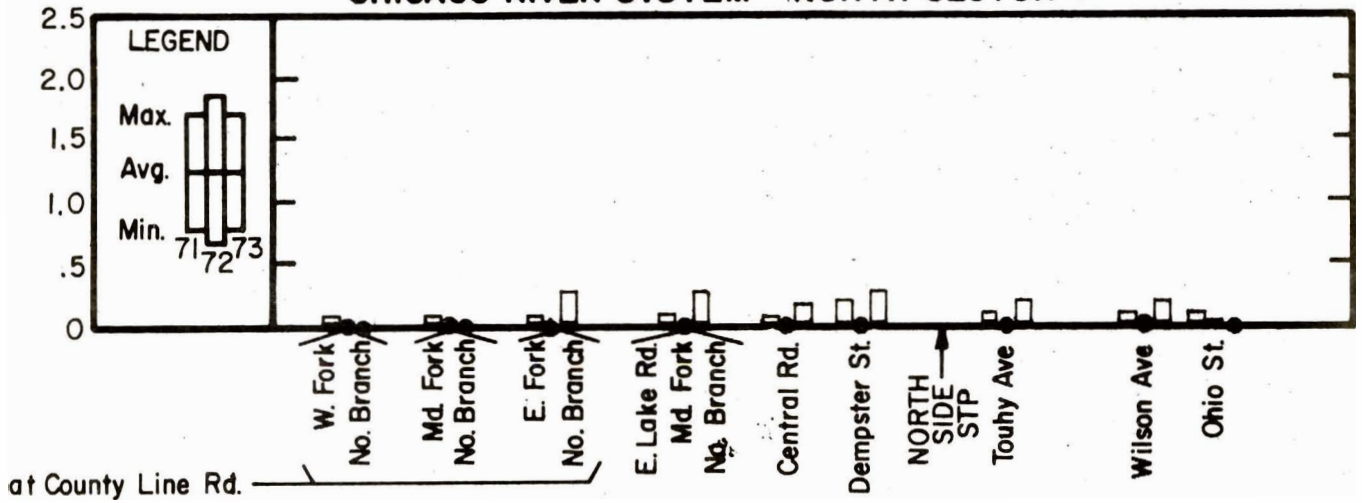 CHICAGO RIVER SYSTEM NORTH SECTOR
2.5
2.0
1.5
1.0
.5
0
LEGEND
Max.
Avg.
Min.
71 72 73
W. Fork
No. Branch
Md. Fork
No. Branch
E. Fork
No. Branch
E. Lake Rd.
Md. Fork
No. Branch
Central Rd.
Dempster St.
NORTH
SIDE
STP
Touhy Ave
Wilson Ave
Ohio St.
at County Line Rd.